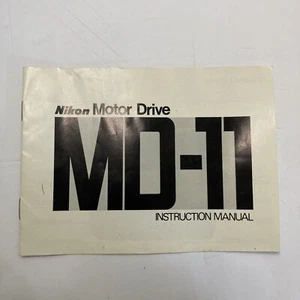 Nikon Motor Drive
MD-11
INSTRUCTION MANUAL